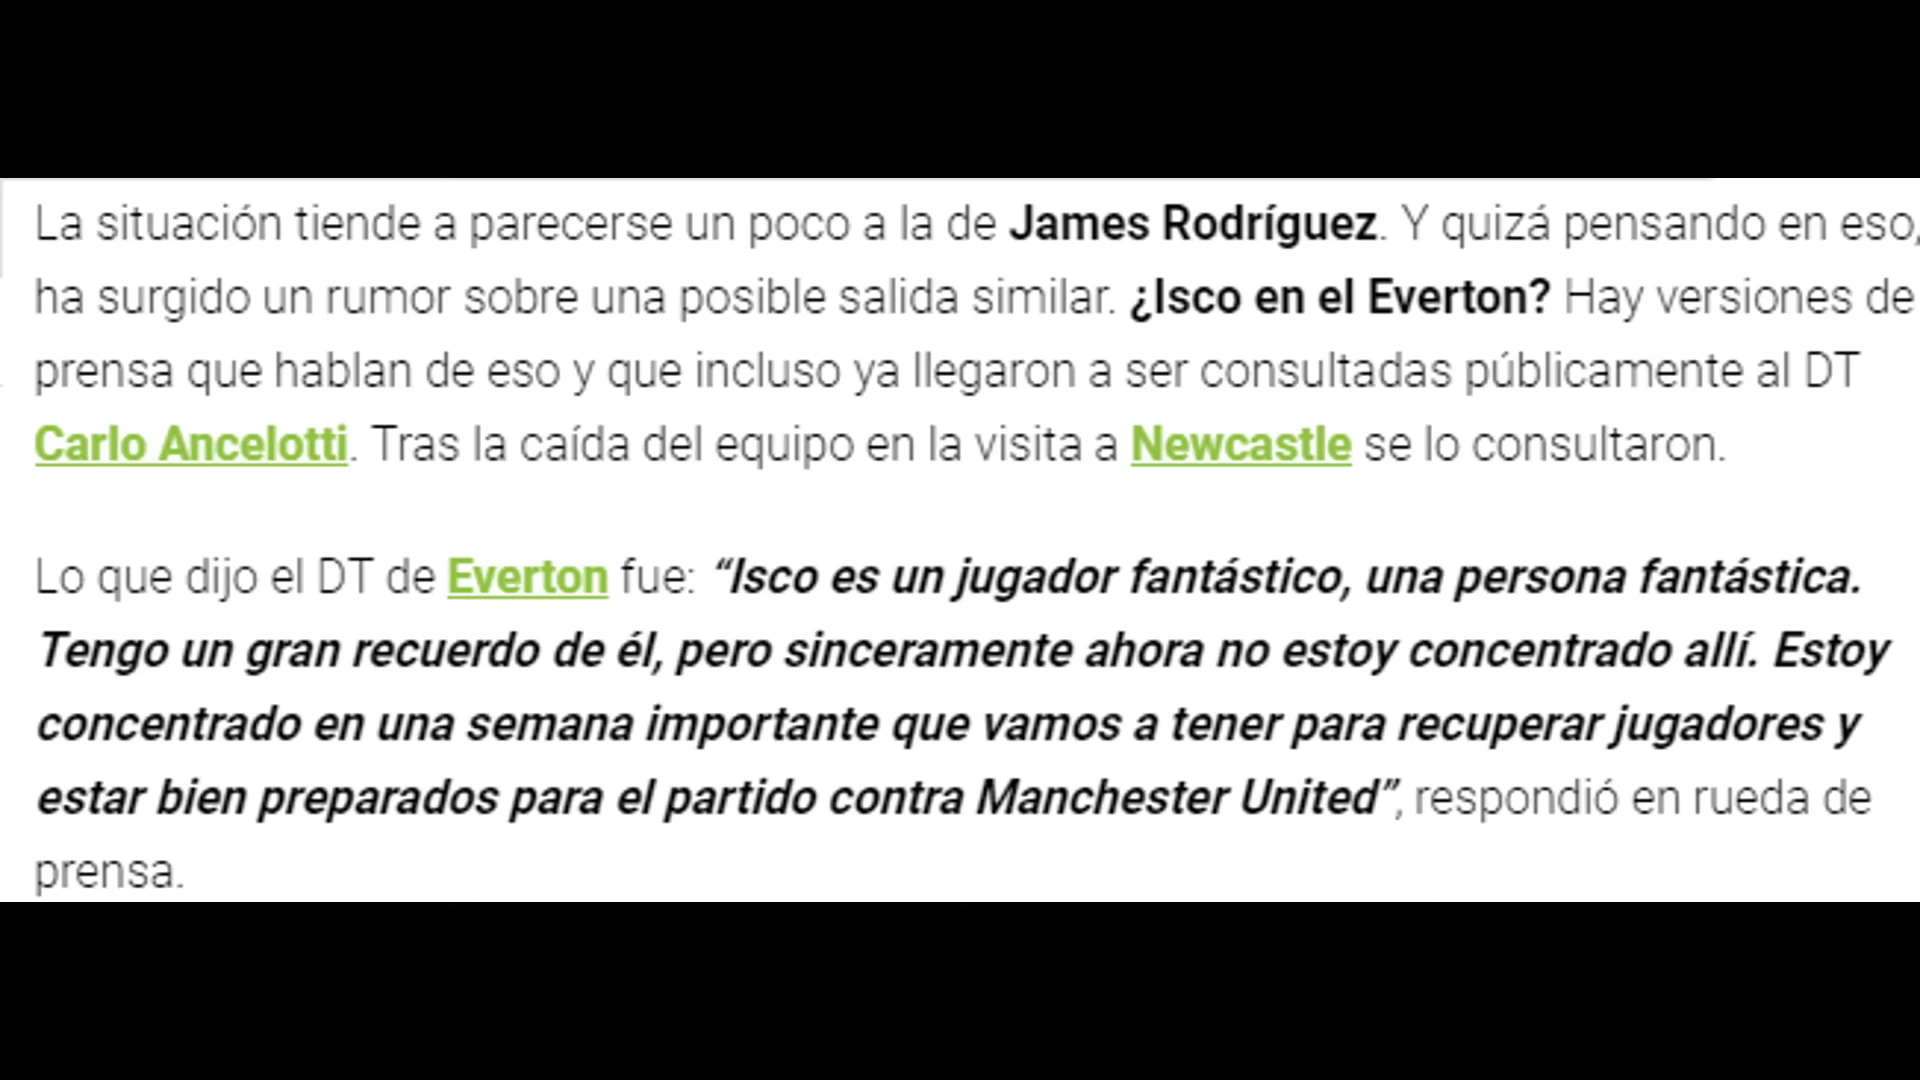 La situación tiende a parecerse un poco a la de James Rodríguez. Y quizá pensando en eso,
ha surgido un rumor sobre una posible salida similar. ¿Isco en el Everton? Hay versiones de
prensa que hablan de eso y que incluso ya llegaron a ser consultadas públicamente al DT
Carlo Ancelotti. Tras la caída del equipo en la visita a Newcastle se lo consultaron.
Lo que dijo el DT de Everton fue: “Isco es un jugador fantástico, una persona fantástica.
Tengo un gran recuerdo de él, pero sinceramente ahora no estoy concentrado allí. Estoy
concentrado en una semana importante que vamos a tener para recuperar jugadores y
estar bien preparados para el partido contra Manchester United”, respondió en rueda de
prensa.